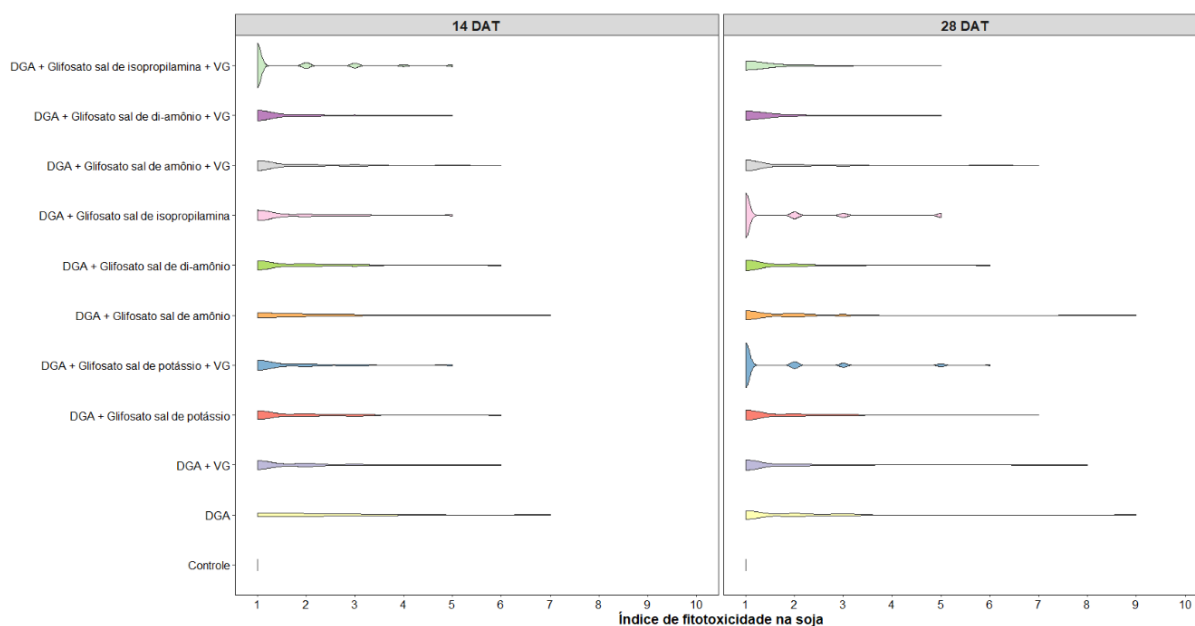 14 DAT
28 DAT
DGA + Glifosato sal de isopropilamina + VG
DGA + Glifosato sal de di-amônio + VG
DGA + Glifosato sal de amônio + VG
DGA + Glifosato sal de isopropilamina
DGA + Glifosato sal de di-amônio
DGA + Glifosato sal de amônio
DGA + Glifosato sal de potássio + VG
DGA + Glifosato sal de potássio
DGA + VG
DGA
Controle
1 2 3 4 5 6 7 8 9 10
1 2 3 4 5 6 7 8 9 10
Índice de fitotoxicidade na soja